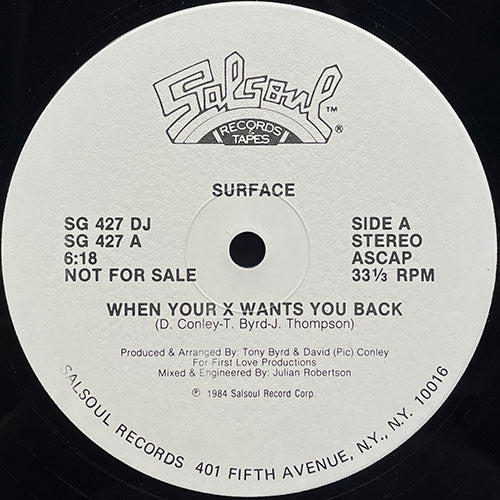 Salsoul ™
RECORDS &
TAPES ®
SURFACE
SG 427 DJ
SG 427 A
6:18
NOT FOR SALE
SIDE A
STEREO
ASCAP
33⅓ RPM
WHEN YOUR X WANTS YOU BACK
(D. Conley-T. Byrd-J. Thompson)
Produced & Arranged By: Tony Byrd & David (Pic) Conley
For First Love Productions
Mixed & Engineered By: Julian Robertson
℗ 1984 Salsoul Record Corp.
SALSOUL RECORDS 401 FIFTH AVENUE, N.Y., N.Y. 10016